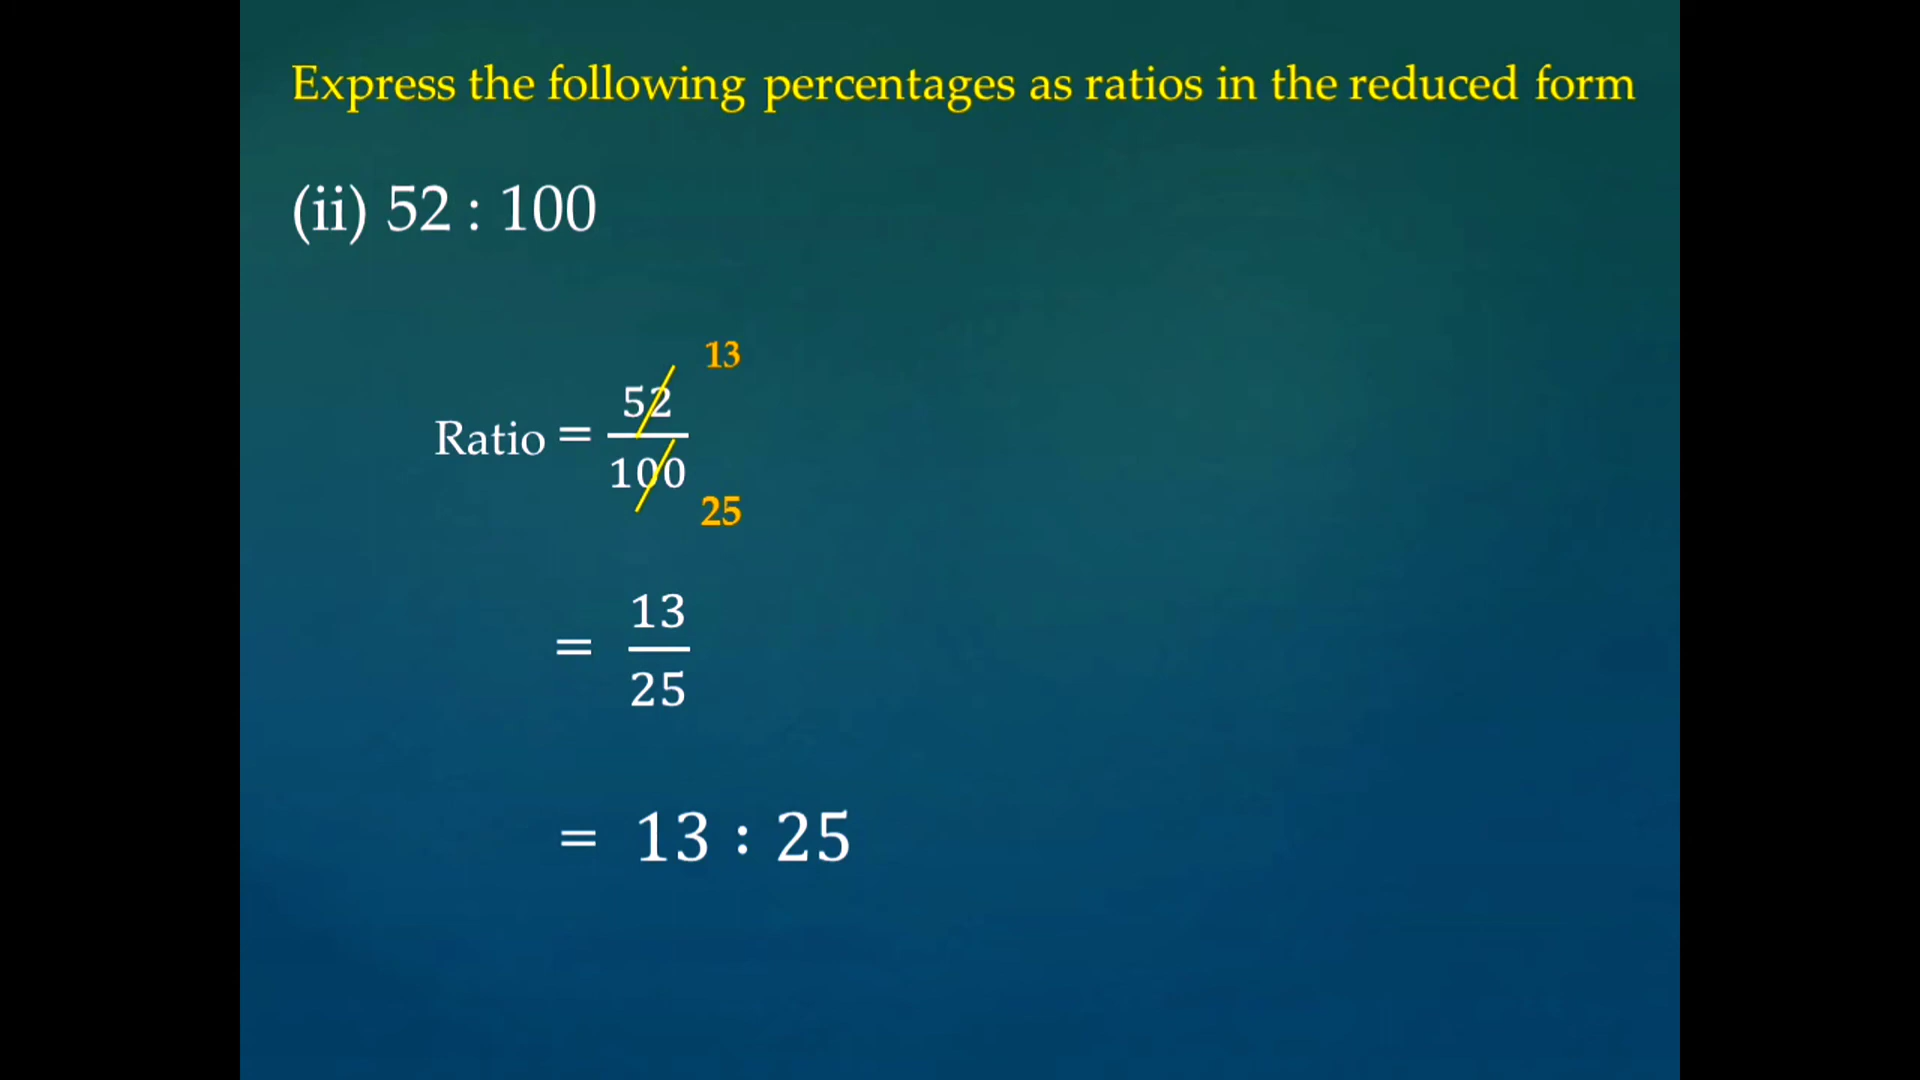 Express the following percentages as ratios in the reduced form
(ii) 52 : 100
13
52
Ratio =
100
25
13
=
25
= 13 : 25